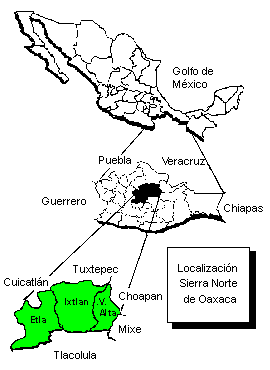 Golfo de
México
Puebla
Veracruz
Guerrero
Chiapas
Tuxtepec
Cuicatlán
Choapan
Ixtlan
V.
Alta
Etla
Mixe
Tlacolula
Localización
Sierra Norte
de Oaxaca